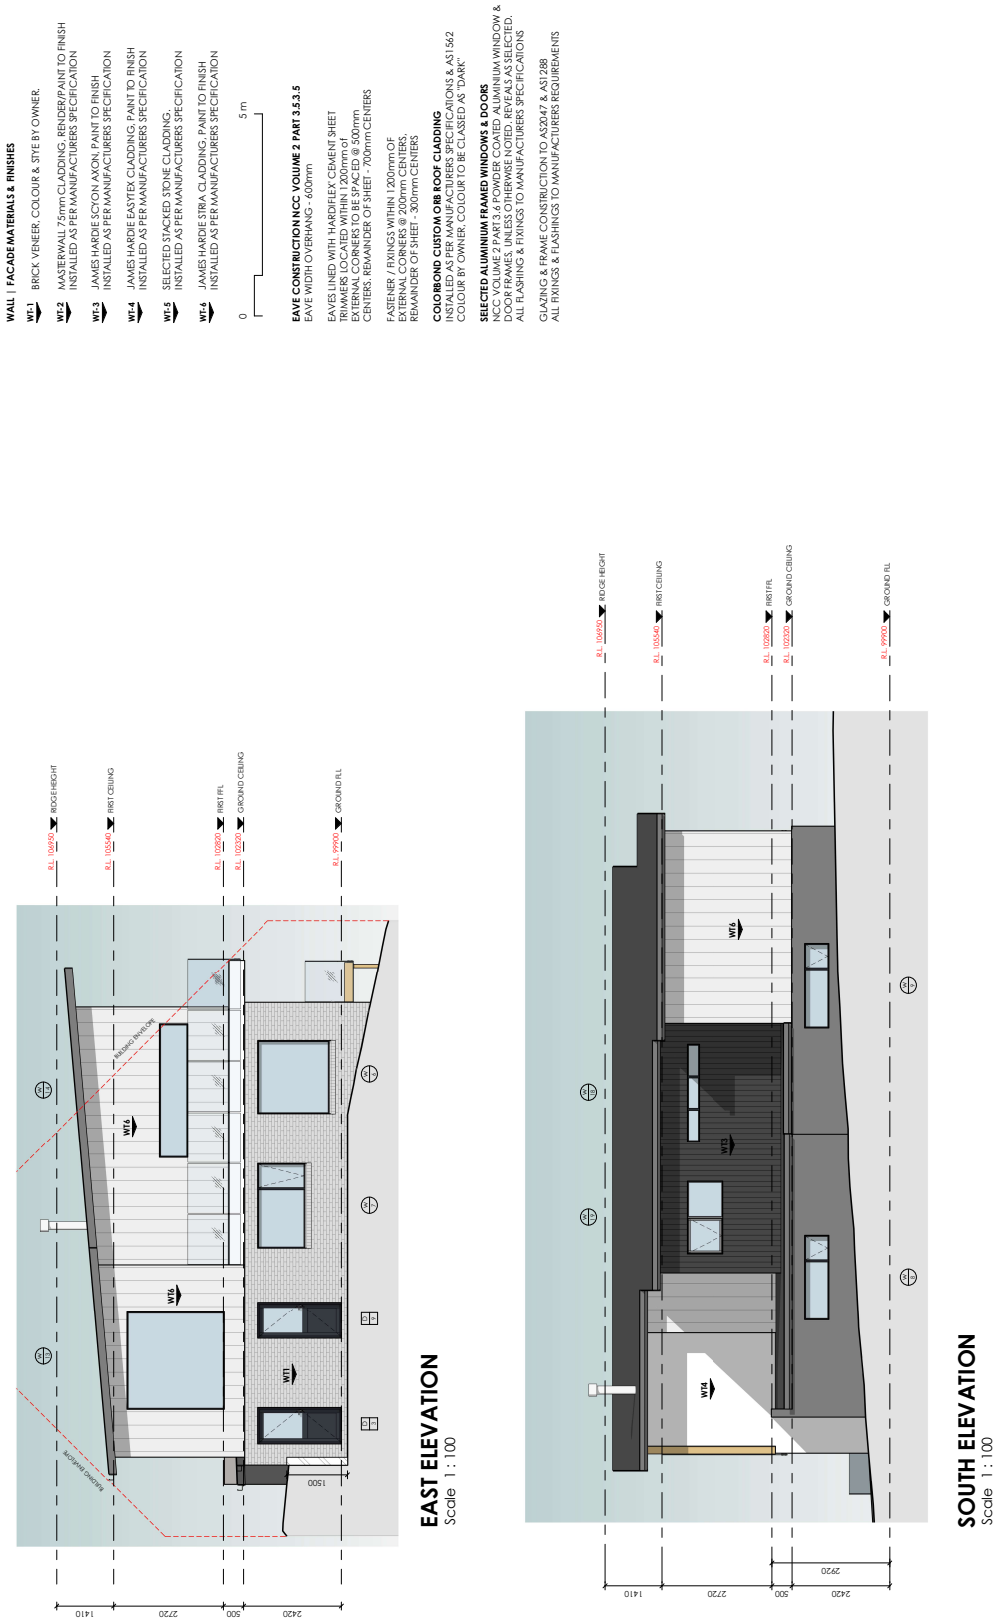 WALL | FACADE MATERIALS & FINISHES
WT-1 BRICK VENEER. COLOUR & STYE BY OWNER.
WT-2 MASTERWALL 75mm CLADDING, RENDER/PAINT TO FINISH
INSTALLED AS PER MANUFACTURERS SPECIFICATION
WT-3 JAMES HARDIE SCYON AXON, PAINT TO FINISH
INSTALLED AS PER MANUFACTURERS SPECIFICATION
WT-4 JAMES HARDIE EASYTEX CLADDING, PAINT TO FINISH
INSTALLED AS PER MANUFACTURERS SPECIFICATION
WT-5 SELECTED STACKED STONE CLADDING.
INSTALLED AS PER MANUFACTURERS SPECIFICATION
WT-6 JAMES HARDIE STRIA CLADDING, PAINT TO FINISH
INSTALLED AS PER MANUFACTURERS SPECIFICATION
0 5 m
EAVE CONSTRUCTION NCC VOLUME 2 PART 3.5.3.5
EAVE WIDTH OVERHANG - 600mm
EAVES LINED WITH 'HARDIFLEX' CEMENT SHEET
TRIMMERS LOCATED WITHIN 1200mm of
EXTERNAL CORNERS TO BE SPACED @ 500mm
CENTERS. REMAINDER OF SHEET - 700mm CENTERS
FASTENER / FIXINGS WITHIN 1200mm OF
EXTERNAL CORNERS @ 200mm CENTERS,
REMAINDER OF SHEET - 300mm CENTERS
COLORBOND CUSTOM ORB ROOF CLADDING
INSTALLED AS PER MANUFACTURERS SPECIFICATIONS & AS1562
COLOUR BY OWNER. COLOUR TO BE CLASSED AS "DARK"
SELECTED ALUMINIUM FRAMED WINDOWS & DOORS
NCC VOLUME 2 PART 3.6 POWDER COATED ALUMINIUM WINDOW &
DOOR FRAMES, UNLESS OTHERWISE NOTED. REVEALS AS SELECTED.
ALL FLASHING & FIXINGS TO MANUFACTURERS SPECIFICATIONS
GLAZING & FRAME CONSTRUCTION TO AS2047 & AS1288
ALL FIXINGS & FLASHINGS TO MANUFACTURERS REQUIREMENTS
R.L. 106950 RIDGE HEIGHT
R.L. 105540 FIRST CEILING
R.L. 102820 FIRST FFL
R.L. 102320 GROUND CEILING
R.L. 99900 GROUND FLL
W 13
W 14
BUILDING ENVELOPE
BUILDING ENVELOPE
WT6
WT6
WT1
D 3
D 9
W 7
W 6
1410
2720
500
2420
1500
EAST ELEVATION
Scale 1 : 100
R.L. 106950 RIDGE HEIGHT
R.L. 105540 FIRST CEILING
R.L. 102820 FIRST FFL
R.L. 102320 GROUND CEILING
R.L. 99900 GROUND FLL
W 19
W 18
WT4
WT3
WT6
W 8
W 9
1410
2720
500
2420
2920
SOUTH ELEVATION
Scale 1 : 100